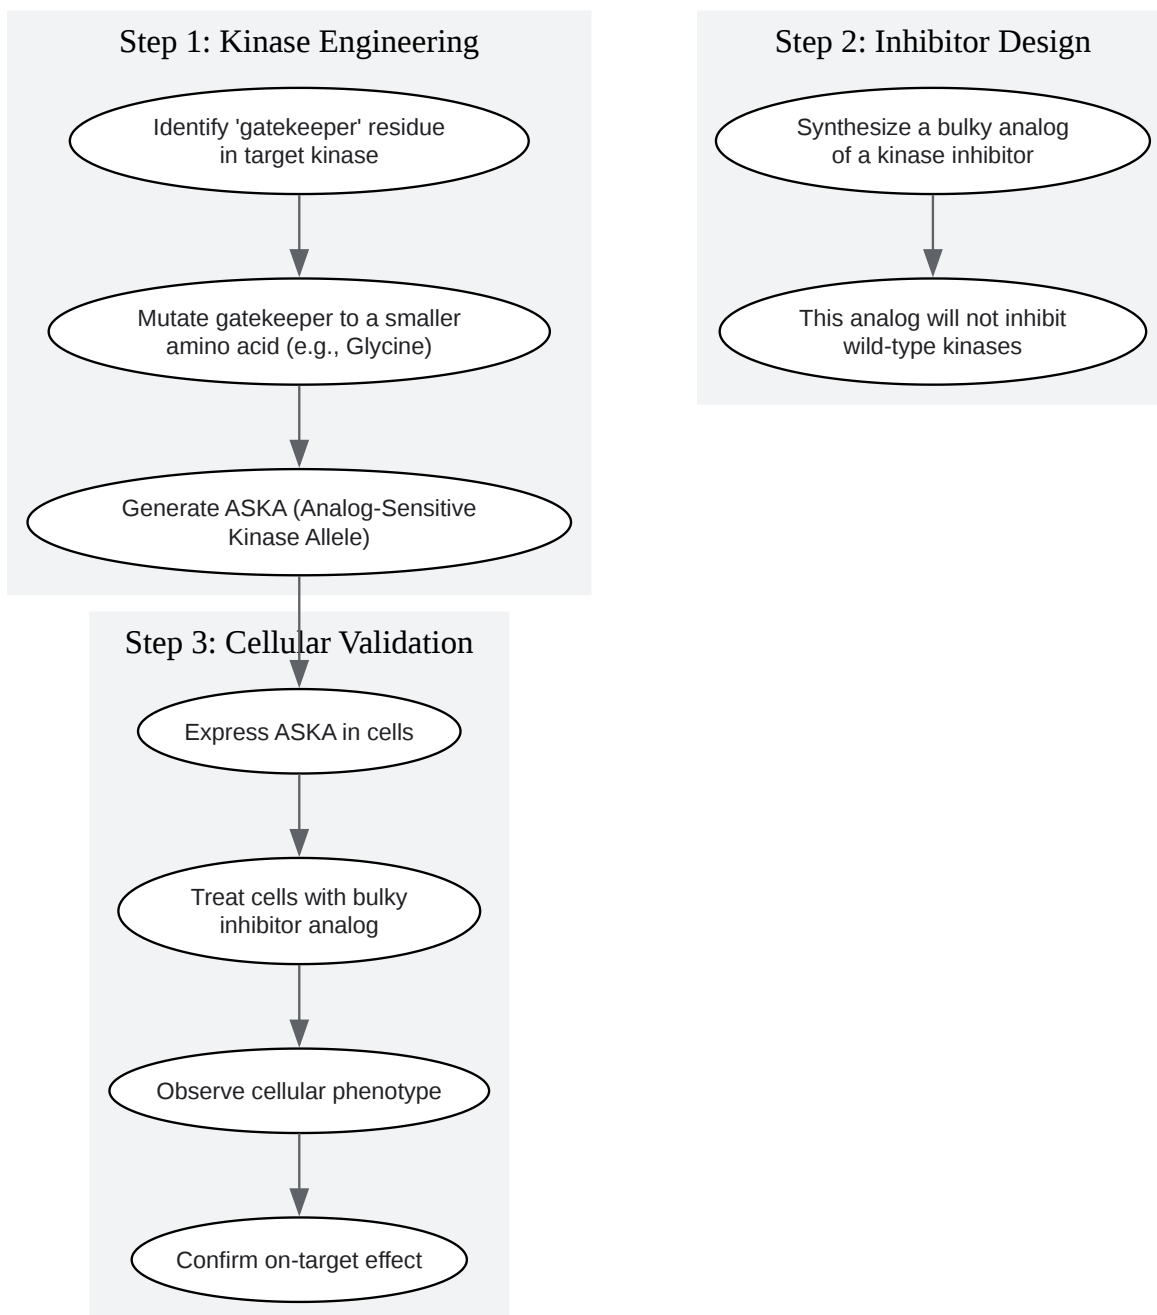 Step 1: Kinase Engineering
Identify 'gatekeeper' residue
in target kinase
Mutate gatekeeper to a smaller
amino acid (e.g., Glycine)
Generate ASKA (Analog-Sensitive
Kinase Allele)
Step 2: Inhibitor Design
Synthesize a bulky analog
of a kinase inhibitor
This analog will not inhibit
wild-type kinases
Step 3: Cellular Validation
Express ASKA in cells
Treat cells with bulky
inhibitor analog
Observe cellular phenotype
Confirm on-target effect